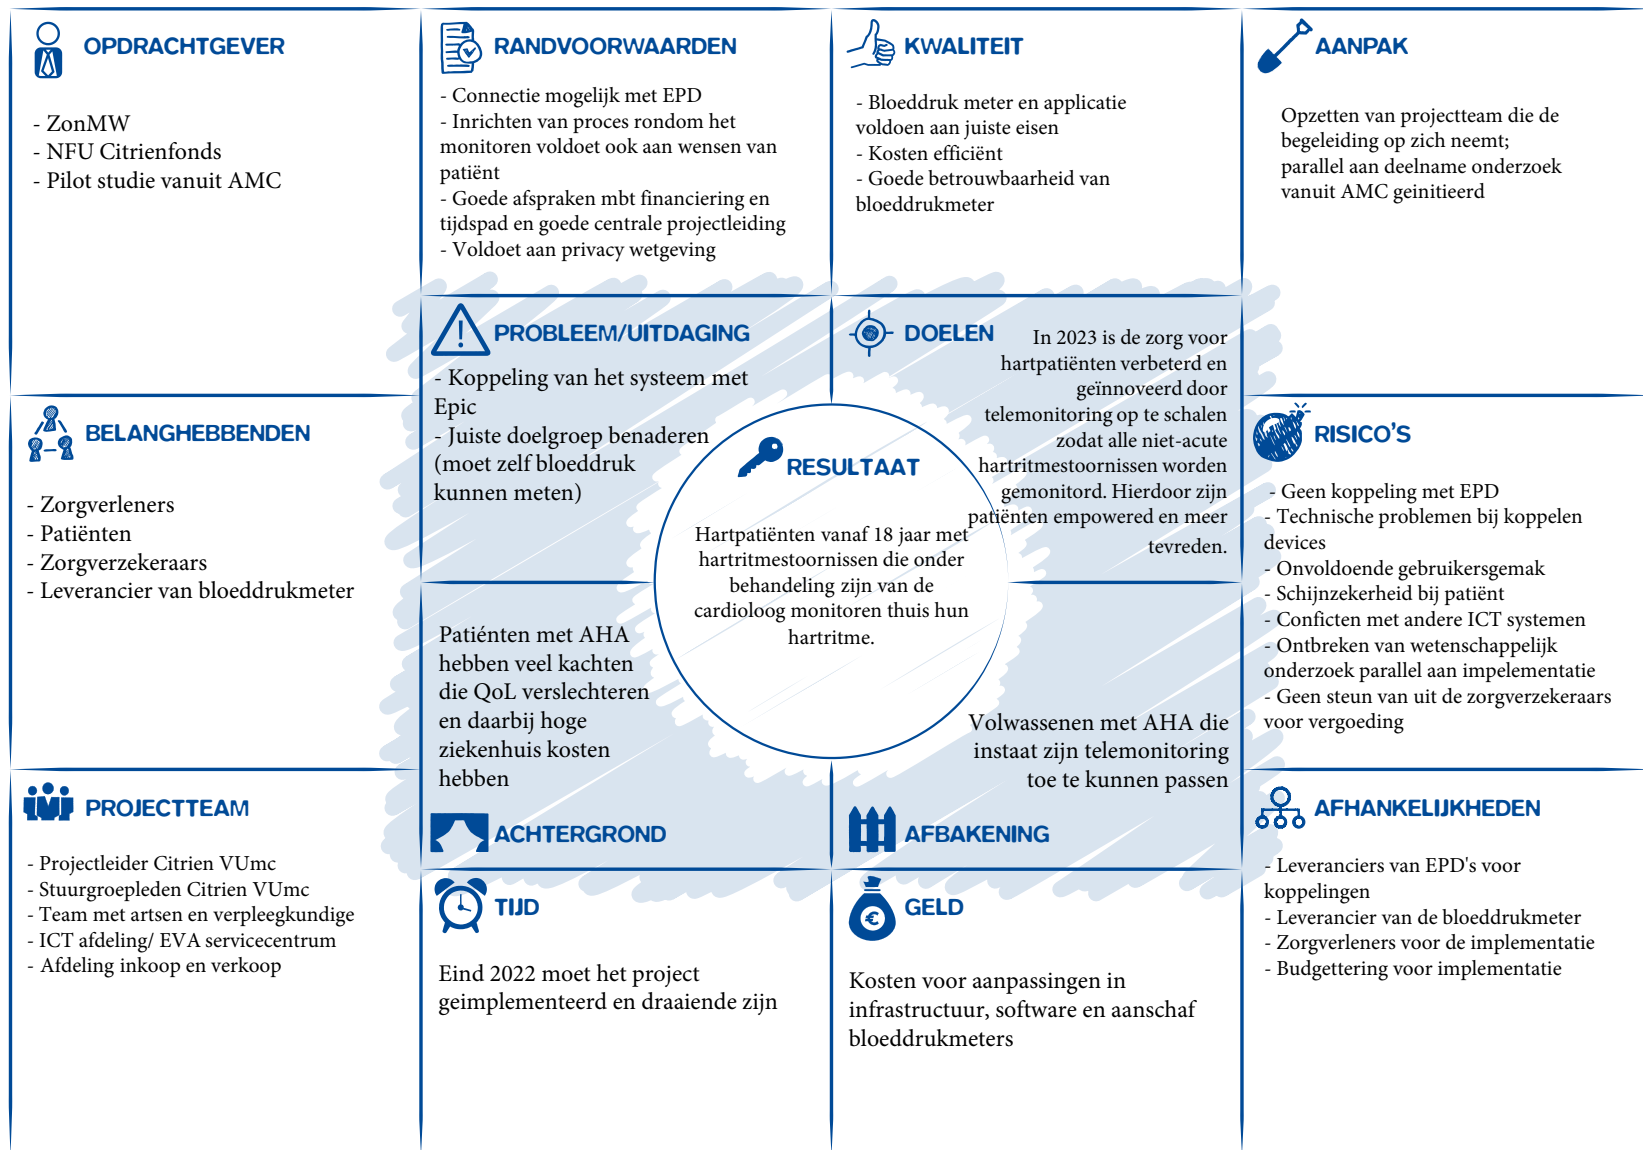 OPDRACHTGEVER
- ZonMW
- NFU Citrienfonds
- Pilot studie vanuit AMC
RANDVOORWAARDEN
- Connectie mogelijk met EPD
- Inrichten van proces rondom het
monitoren voldoet ook aan wensen van
patiënt
- Goede afspraken mbt financiering en
tijdspad en goede centrale projectleiding
- Voldoet aan privacy wetgeving
KWALITEIT
- Bloeddruk meter en applicatie
voldoen aan juiste eisen
- Kosten efficiënt
- Goede betrouwbaarheid van
bloeddrukmeter
AANPAK
Opzetten van projectteam die de
begeleiding op zich neemt;
parallel aan deelname onderzoek
vanuit AMC geinitieerd
PROBLEEM/UITDAGING
- Koppeling van het systeem met
Epic
- Juiste doelgroep benaderen
(moet zelf bloeddruk
kunnen meten)
DOELEN
In 2023 is de zorg voor
hartpatiënten verbeterd en
geïnnoveerd door
telemonitoring op te schalen
zodat alle niet-acute
hartritmestoornissen worden
gemonitord. Hierdoor zijn
patiënten empowered en meer
tevreden.
BELANGHEBBENDEN
- Zorgverleners
- Patiënten
- Zorgverzekeraars
- Leverancier van bloeddrukmeter
RESULTAAT
Hartpatiënten vanaf 18 jaar met
hartritmestoornissen die onder
behandeling zijn van de
cardioloog monitoren thuis hun
hartritme.
RISICO'S
- Geen koppeling met EPD
- Technische problemen bij koppelen
devices
- Onvoldoende gebruikersgemak
- Schijnzekerheid bij patiënt
- Conficten met andere ICT systemen
- Ontbreken van wetenschappelijk
onderzoek parallel aan impelementatie
- Geen steun van uit de zorgverzekeraars
voor vergoeding
Patiénten met AHA
hebben veel kachten
die QoL verslechteren
en daarbij hoge
ziekenhuis kosten
hebben
ACHTERGROND
Volwassenen met AHA die
instaat zijn telemonitoring
toe te kunnen passen
AFBAKENING
PROJECTTEAM
- Projectleider Citrien VUmc
- Stuurgroepleden Citrien VUmc
- Team met artsen en verpleegkundige
- ICT afdeling/ EVA servicecentrum
- Afdeling inkoop en verkoop
TIJD
Eind 2022 moet het project
geimplementeerd en draaiende zijn
GELD
€
Kosten voor aanpassingen in
infrastructuur, software en aanschaf
bloeddrukmeters
AFHANKELIJKHEDEN
- Leveranciers van EPD's voor
koppelingen
- Leverancier van de bloeddrukmeter
- Zorgverleners voor de implementatie
- Budgettering voor implementatie